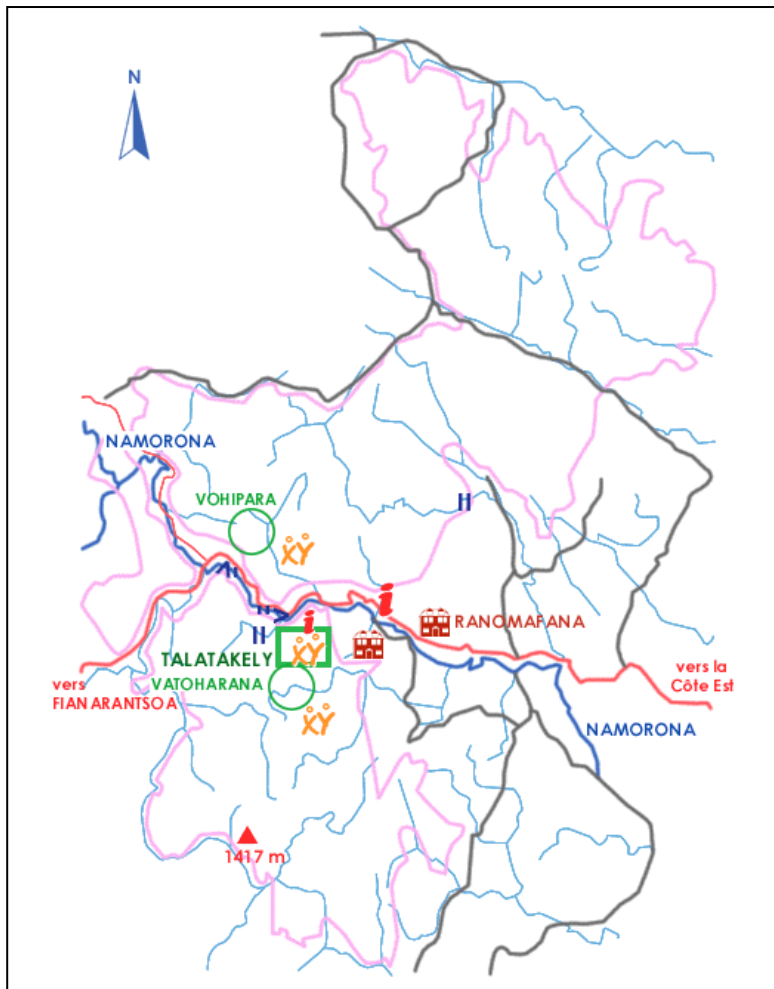 N
NAMORONA
VOHIPARA
i
i
RANOMAFANA
TALATAKELY
VATOHARANA
vers
FIANARANTSOA
vers la
Côte Est
NAMORONA
1417 m